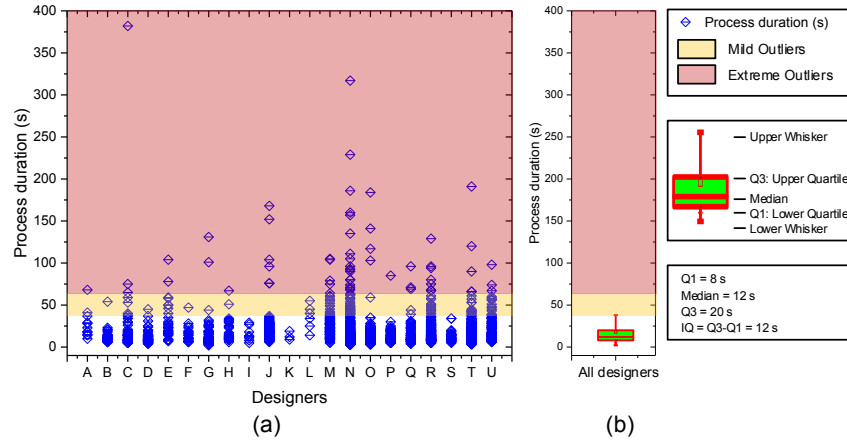 400
350
300
250
200
150
100
50
0
Process duration (s)
A B C D E F G H I J K L M N O P Q R S T U
Designers
(a)
400
350
300
250
200
150
100
50
0
Process duration (s)
All designers
(b)
Process duration (s)
Mild Outliers
Extreme Outliers
Upper Whisker
Q3: Upper Quartile
Median
Q1: Lower Quartile
Lower Whisker
Q1 = 8 s
Median = 12 s
Q3 = 20 s
IQ = Q3-Q1 = 12 s